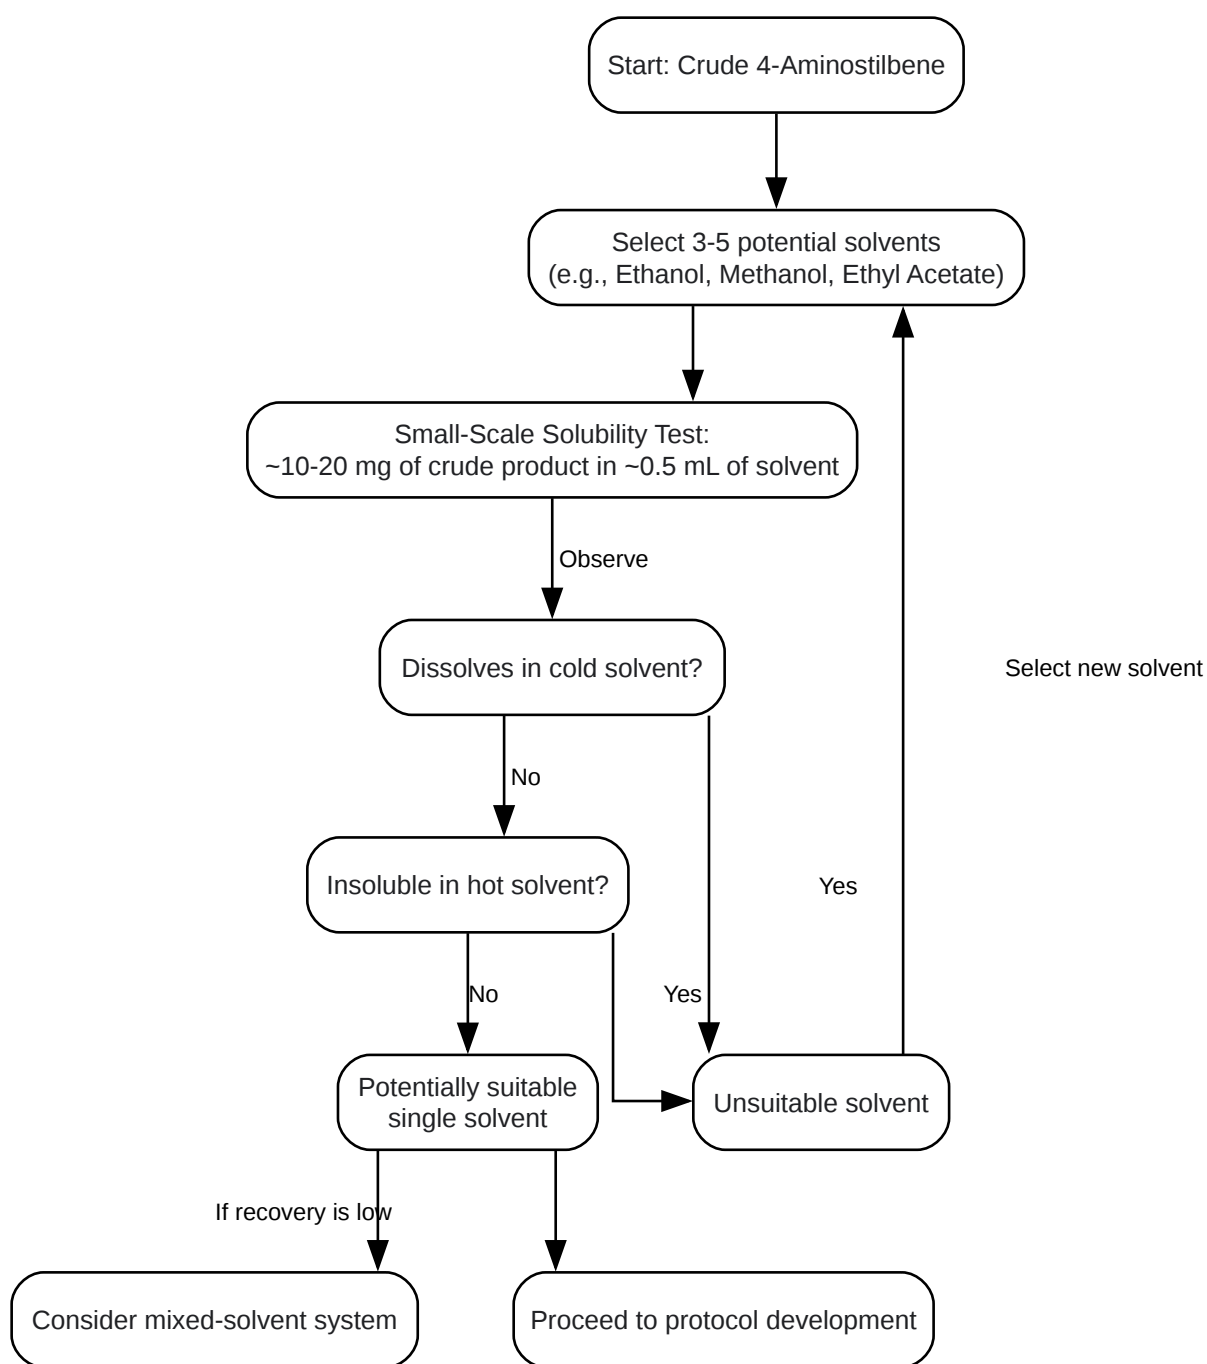 Start: Crude 4-Aminostilbene
Select 3-5 potential solvents
(e.g., Ethanol, Methanol, Ethyl Acetate)
Small-Scale Solubility Test:
~10-20 mg of crude product in ~0.5 mL of solvent
Observe
Dissolves in cold solvent?
Select new solvent
No
Insoluble in hot solvent?
Yes
No
Yes
Potentially suitable
single solvent
Unsuitable solvent
If recovery is low
Consider mixed-solvent system
Proceed to protocol development